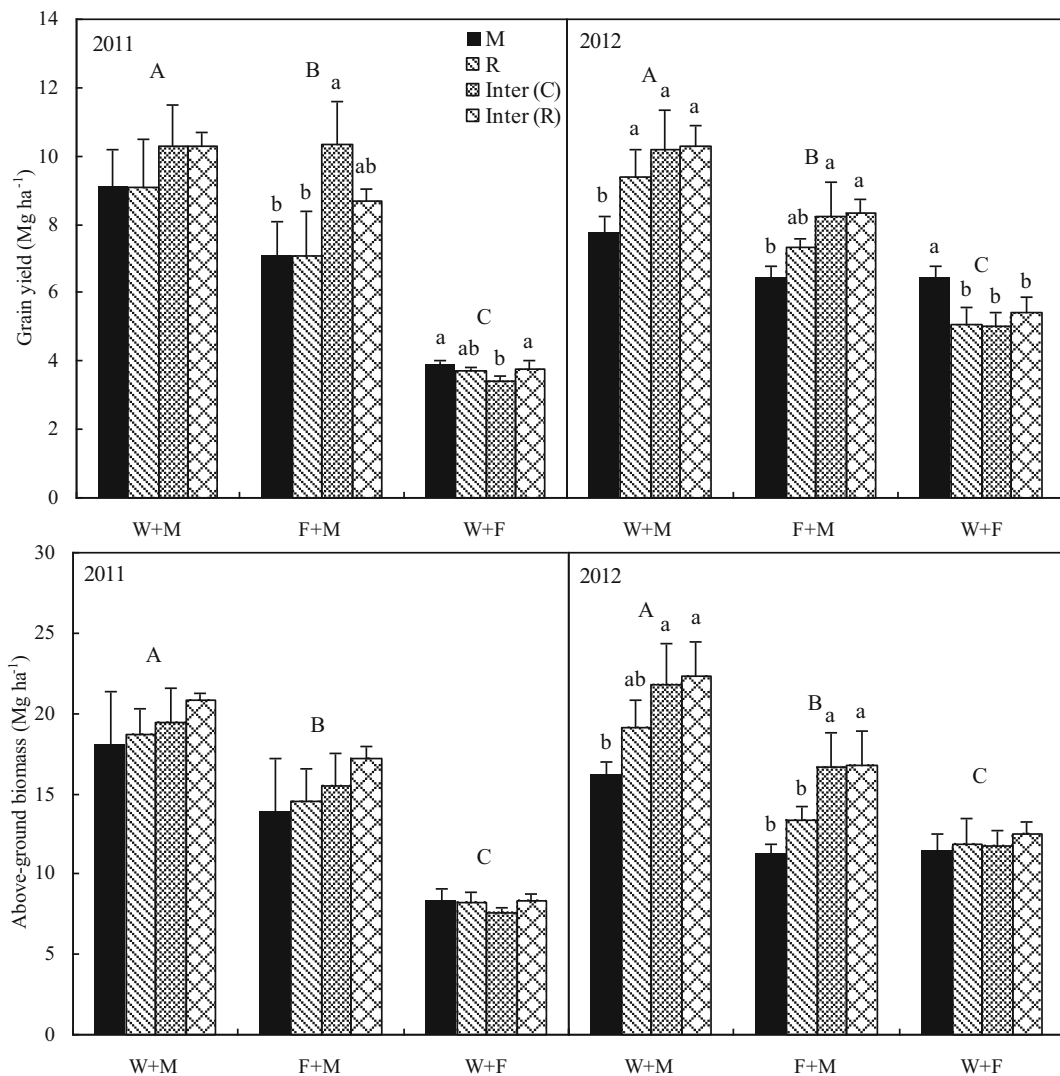 14
12
10
8
6
4
2
0
Grain yield (Mg ha⁻¹)
2011
A
B
a
b b ab
C
a ab b a
M
R
Inter (C)
Inter (R)
2012
A
b a a a
B
b ab a a
C
a b b b
W+M F+M W+F W+M F+M W+F
30
25
20
15
10
5
0
Above-ground biomass (Mg ha⁻¹)
2011
A
B
C
2012
A
b ab a a
B
b b a a
C
W+M F+M W+F W+M F+M W+F